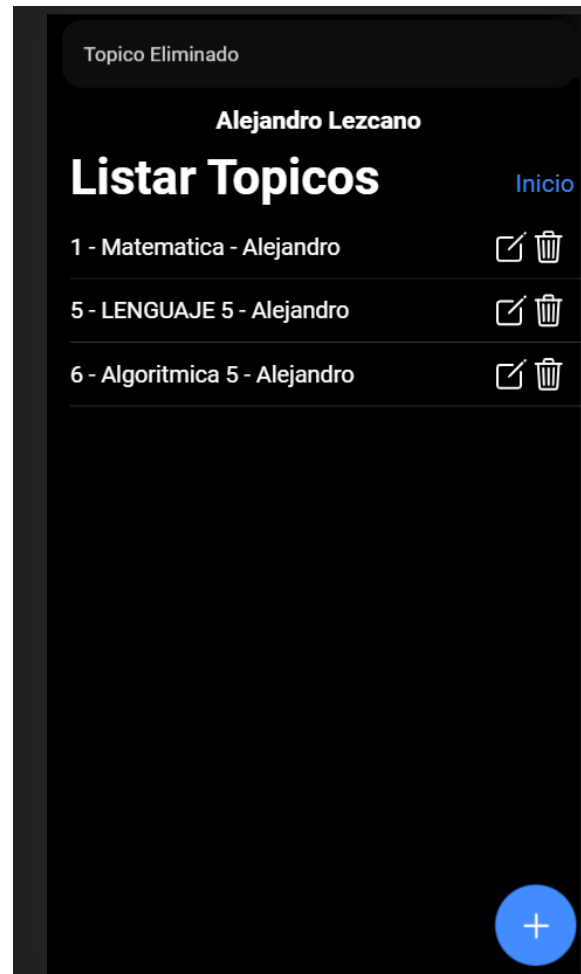 Topico Eliminado
Alejandro Lezcano
Listar Topicos
Inicio
1 - Matematica - Alejandro
5 - LENGUAJE 5 - Alejandro
6 - Algoritmica 5 - Alejandro
+